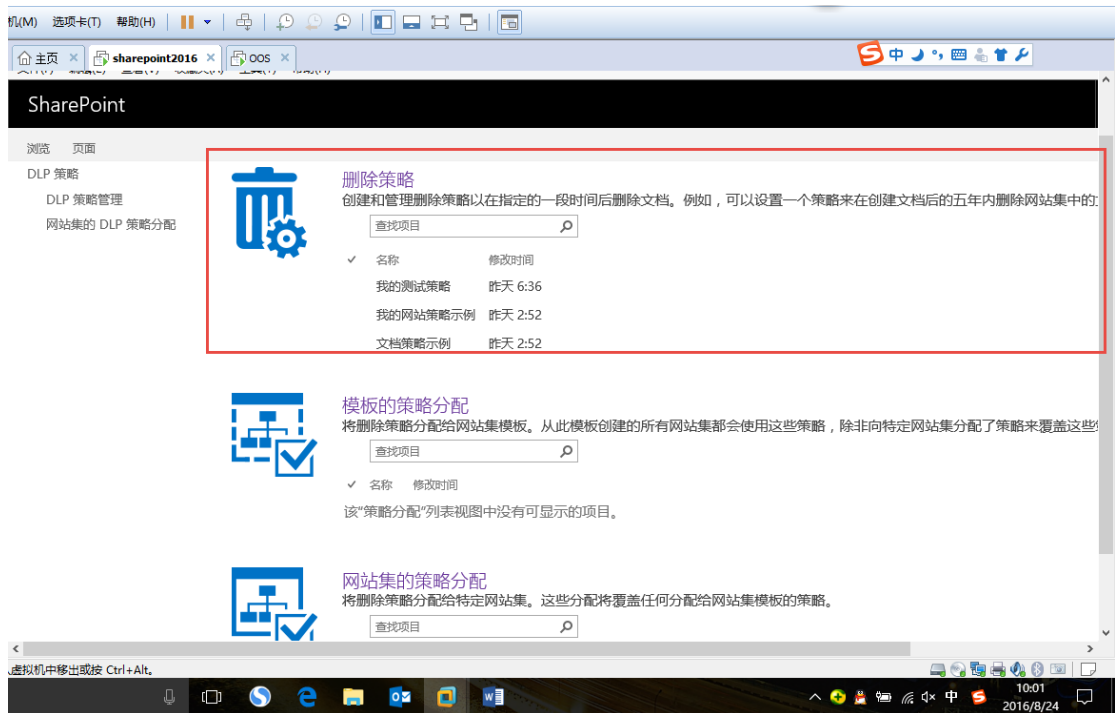 机(M) 选项卡(T) 帮助(H)
主页 × sharepoint2016 × OOS ×
中
SharePoint
浏览 页面
DLP 策略
DLP 策略管理
网站集的 DLP 策略分配
删除策略
创建和管理删除策略以在指定的一段时间后删除文档。例如，可以设置一个策略来在创建文档后的五年内删除网站集中的
查找项目
名称 修改时间
我的测试策略 昨天 6:36
我的网站策略示例 昨天 2:52
文档策略示例 昨天 2:52
模板的策略分配
将删除策略分配给网站集模板。从此模板创建的所有网站集都会使用这些策略，除非向特定网站集分配了策略来覆盖这些
查找项目
名称 修改时间
该“策略分配”列表视图中没有可显示的项目。
网站集的策略分配
将删除策略分配给特定网站集。这些分配将覆盖任何分配给网站集模板的策略。
查找项目
虚拟机中移出或按 Ctrl+Alt。
中
10:01
2016/8/24